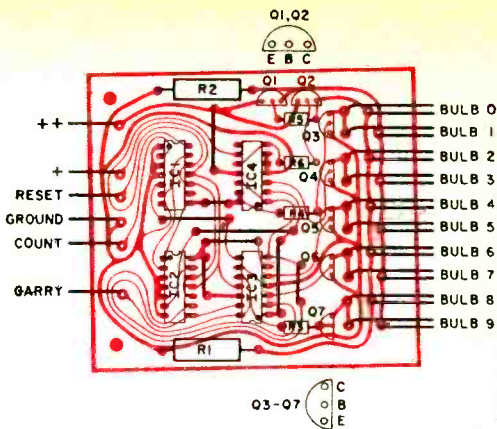 Q1,Q2
E B C
R2
Q1 Q2
R5
Q3
BULB 0
++
BULB 1
IC1
IC4
R6
BULB 2
+
Q4
BULB 3
RESET
R4
BULB 4
GROUND
Q5
BULB 5
COUNT
Q6
BULB 6
IC2
IC3
BULB 7
GARRY
Q7
BULB 8
R3
BULB 9
R1
Q3-Q7
C
B
E